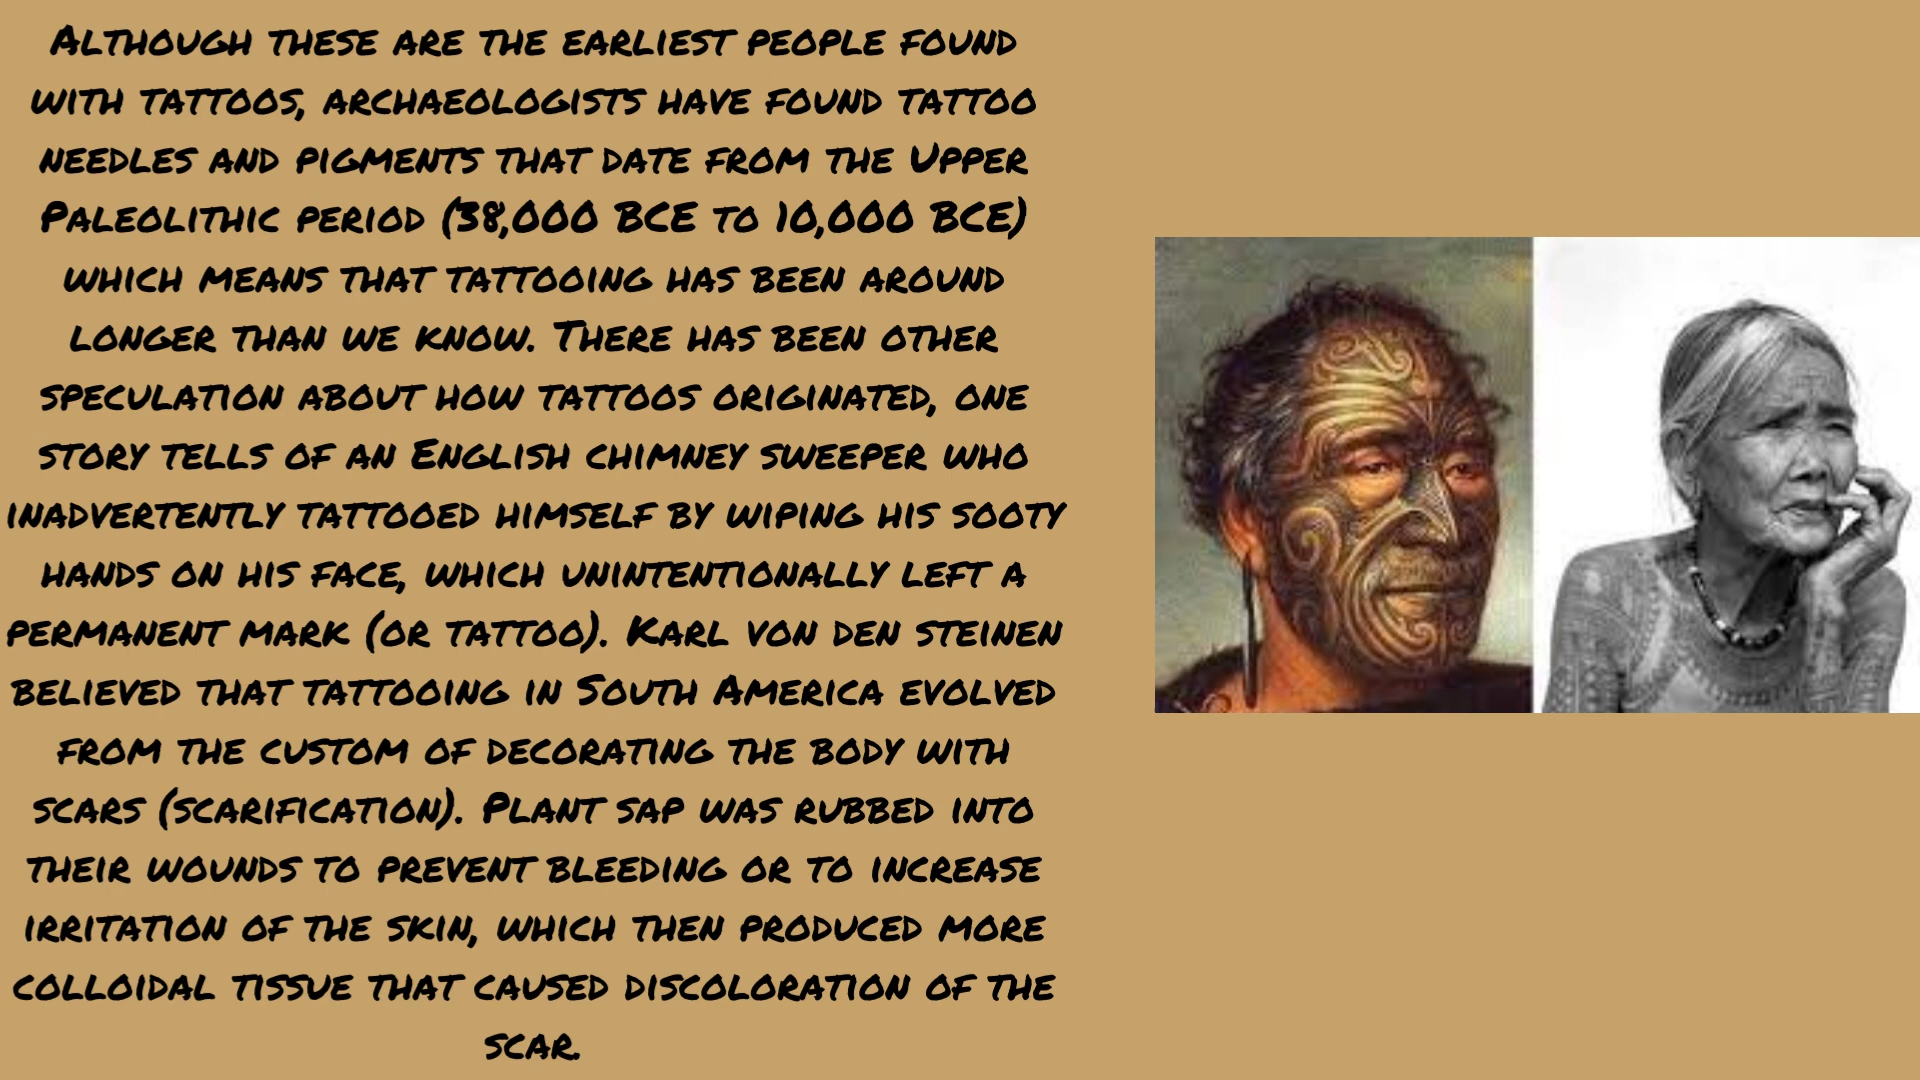 Although these are the earliest people found
with tattoos, archaeologists have found tattoo
needles and pigments that date from the Upper
Paleolithic period (38,000 BCE to 10,000 BCE)
which means that tattooing has been around
longer than we know. There has been other
speculation about how tattoos originated, one
story tells of an English chimney sweeper who
inadvertently tattooed himself by wiping his sooty
hands on his face, which unintentionally left a
permanent mark (or tattoo). Karl von den steinen
believed that tattooing in South America evolved
from the custom of decorating the body with
scars (scarification). Plant sap was rubbed into
their wounds to prevent bleeding or to increase
irritation of the skin, which then produced more
colloidal tissue that caused discoloration of the
scar.